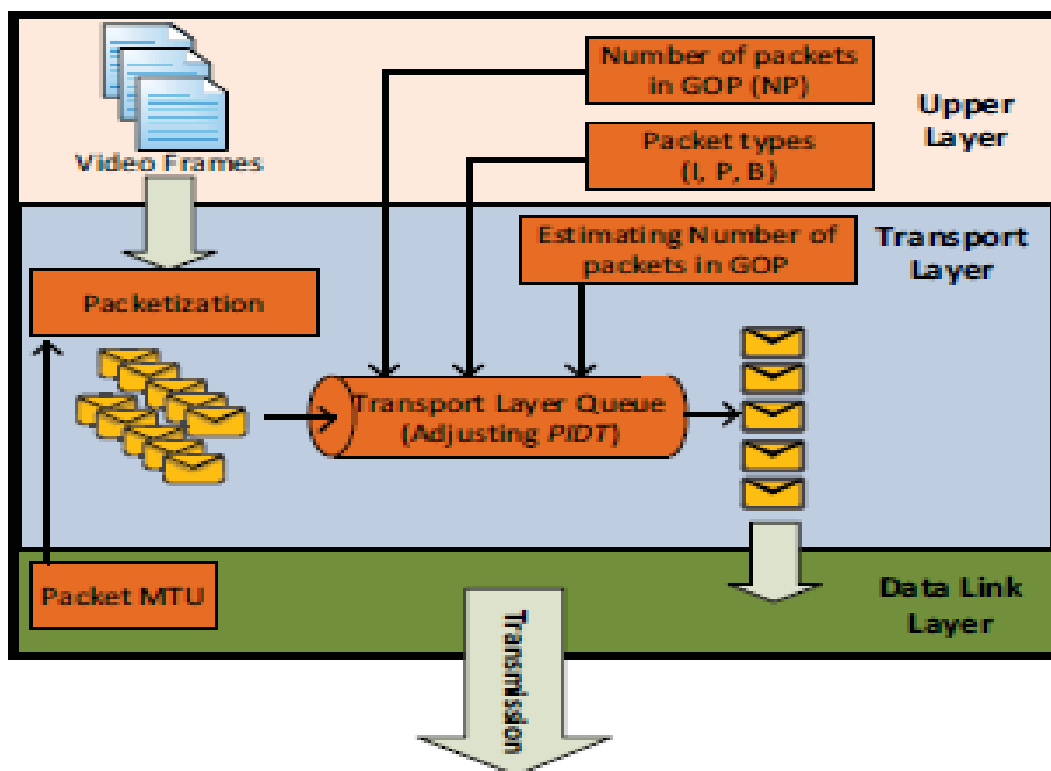 Number of packets
in GOP (NP)
Upper
Layer
Packet types
(I, P, B)
Video Frames
Estimating Number of
packets in GOP
Transport
Layer
Packetization
Transport Layer Queue
(Adjusting PIDT)
Packet MTU
Data Link
Layer
Transmission